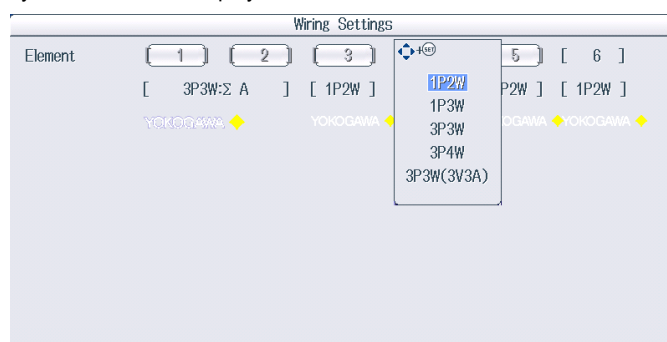 Wiring Settings
Element [ 1 ] [ 2 ] [ 3 ] 5 ] [ 6 ]
[ 3P3W:Σ A ] [ 1P2W ] P2W ] [ 1P2W ]
YOKOGAWA YOKOGAWA OGAWA YOKOGAWA
+SET
1P2W
1P3W
3P3W
3P4W
3P3W(3V3A)